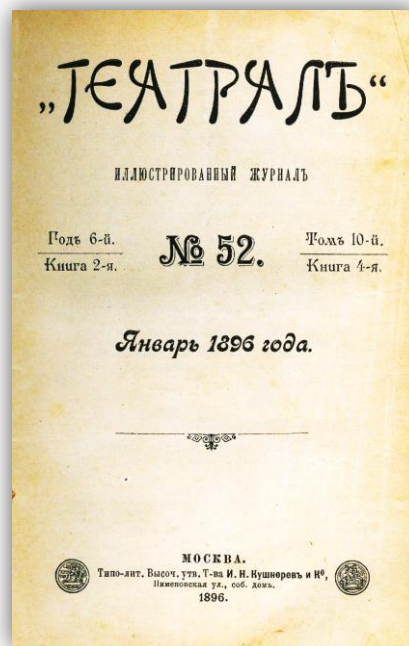 „ТЕАТРАЛЪ“
ИЛЛЮСТРИРОВАННЫЙ ЖУРНАЛЪ
Годъ 6-й.
Книга 2-я.
№ 52.
Томъ 10-й.
Книга 4-я.
Январь 1896 года.
МОСКВА.
Типо-лит. Высоч. утв. Т-ва И. Н. Кушнеревъ и Кº,
Пименовская ул., соб. домъ.
1896.